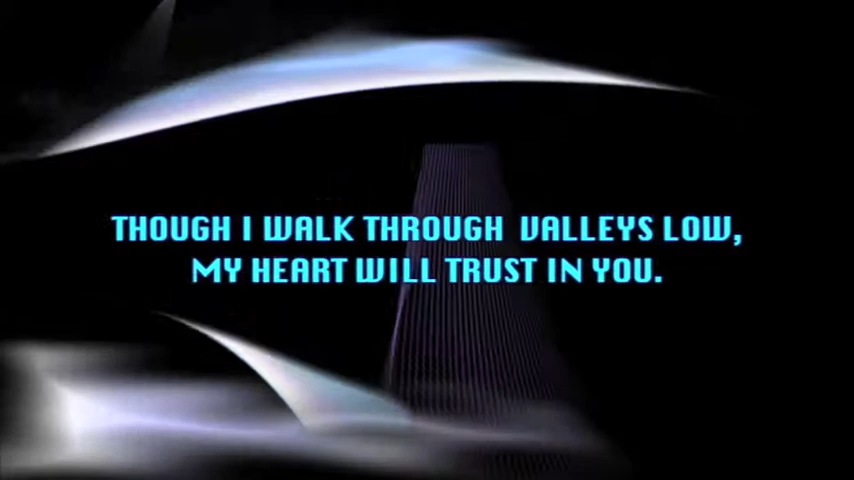 THOUGH I WALK THROUGH VALLEYS LOW,
MY HEART WILL TRUST IN YOU.